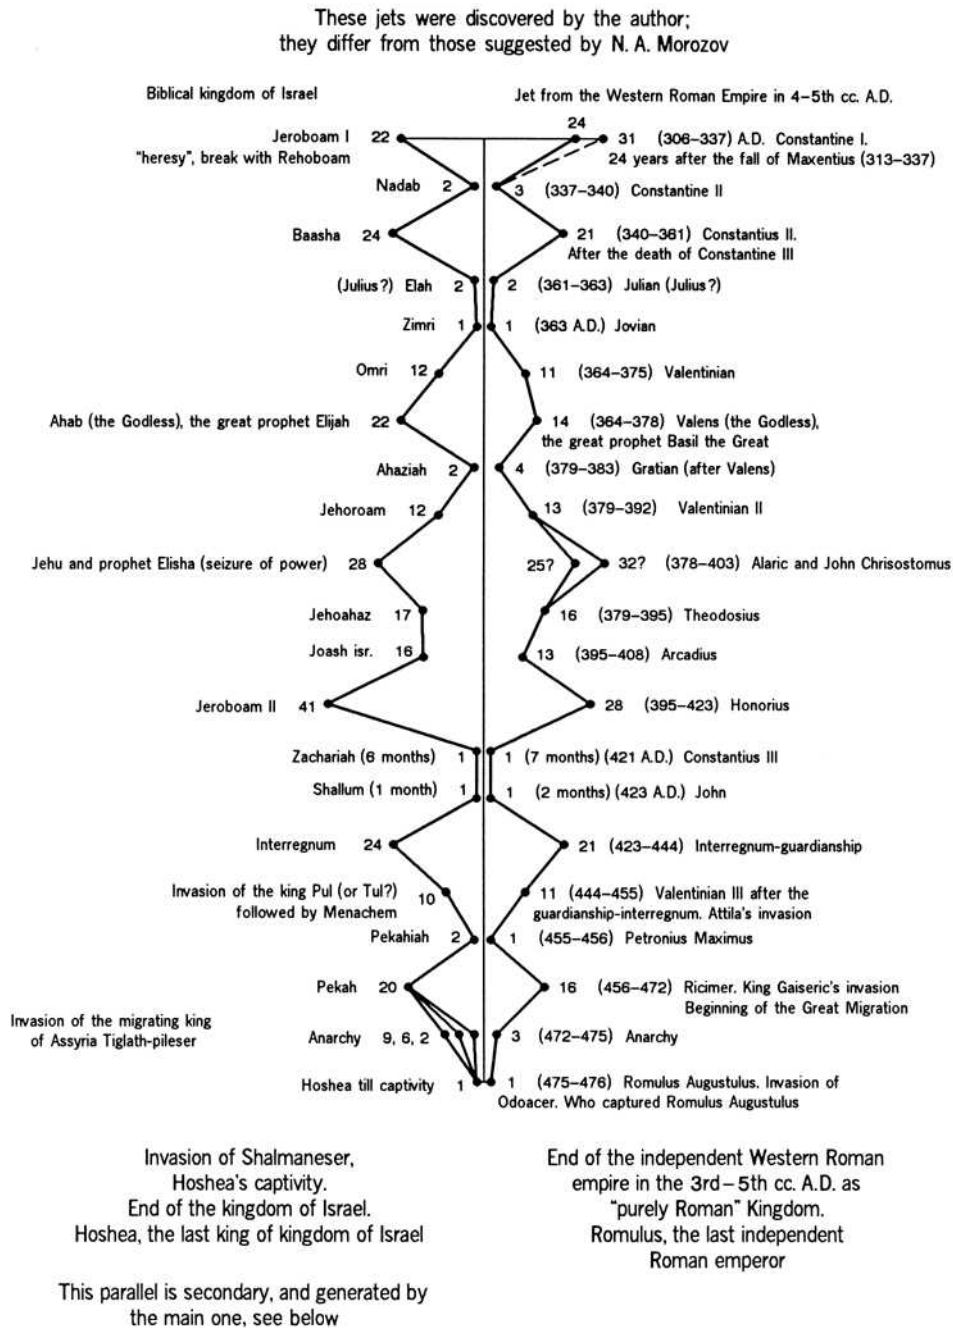 These jets were discovered by the author;
they differ from those suggested by N. A. Morozov
Biblical kingdom of Israel
Jet from the Western Roman Empire in 4–5th cc. A.D.
Jeroboam I 22
24
31 (306–337) A.D. Constantine I.
"heresy", break with Rehoboam
24 years after the fall of Maxentius (313–337)
Nadab 2
3 (337–340) Constantine II
Baasha 24
21 (340–361) Constantius II.
After the death of Constantine III
(Julius?) Elah 2
2 (361–363) Julian (Julius?)
Zimri 1
1 (363 A.D.) Jovian
Omri 12
11 (364–375) Valentinian
Ahab (the Godless), the great prophet Elijah 22
14 (364–378) Valens (the Godless),
the great prophet Basil the Great
Ahaziah 2
4 (379–383) Gratian (after Valens)
Jehoroam 12
13 (379–392) Valentinian II
Jehu and prophet Elisha (seizure of power) 28
25?
32? (378–403) Alaric and John Chrisostomus
Jehoahaz 17
16 (379–395) Theodosius
Joash isr. 16
13 (395–408) Arcadius
Jeroboam II 41
28 (395–423) Honorius
Zachariah (6 months) 1
1 (7 months) (421 A.D.) Constantius III
Shallum (1 month) 1
1 (2 months) (423 A.D.) John
Interregnum 24
21 (423–444) Interregnum-guardianship
Invasion of the king Pul (or Tul?)
followed by Menachem
10
11 (444–455) Valentinian III after the
guardianship-interregnum. Attila's invasion
Pekahiah 2
1 (455–456) Petronius Maximus
Pekah 20
16 (456–472) Ricimer. King Gaiseric's invasion
Beginning of the Great Migration
Invasion of the migrating king
of Assyria Tiglath-pileser
Anarchy 9, 6, 2
3 (472–475) Anarchy
Hoshea till captivity 1
1 (475–476) Romulus Augustulus. Invasion of
Odoacer. Who captured Romulus Augustulus
Invasion of Shalmaneser,
Hoshea's captivity.
End of the kingdom of Israel.
Hoshea, the last king of kingdom of Israel
End of the independent Western Roman
empire in the 3rd–5th cc. A.D. as
"purely Roman" Kingdom.
Romulus, the last independent
Roman emperor
This parallel is secondary, and generated by
the main one, see below